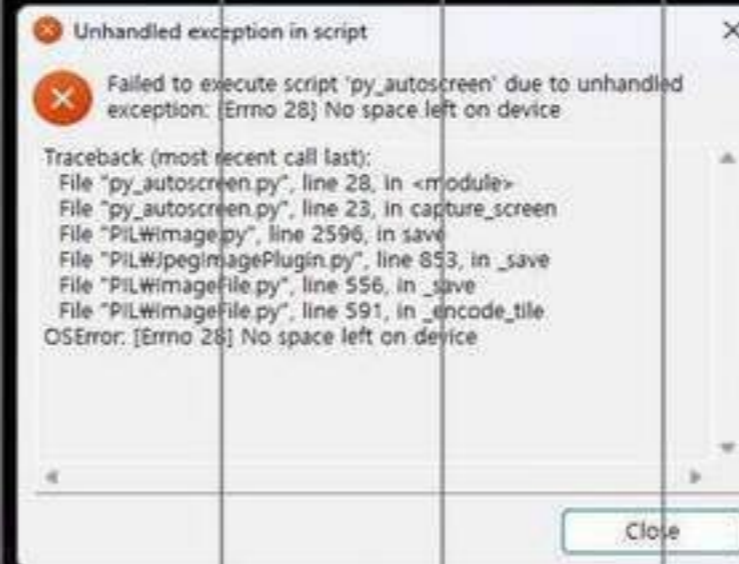 Unhandled exception in script
Failed to execute script 'py_autoscreen' due to unhandled
exception: [Errno 28] No space left on device
Traceback (most recent call last):
File "py_autoscreen.py", line 28, in <module>
File "py_autoscreen.py", line 23, in capture_screen
File "PIL₩Image.py", line 2596, in save
File "PIL₩JpegImagePlugin.py", line 853, in _save
File "PIL₩ImageFile.py", line 556, in _save
File "PIL₩ImageFile.py", line 591, in _encode_tile
OSError: [Errno 28] No space left on device
Close